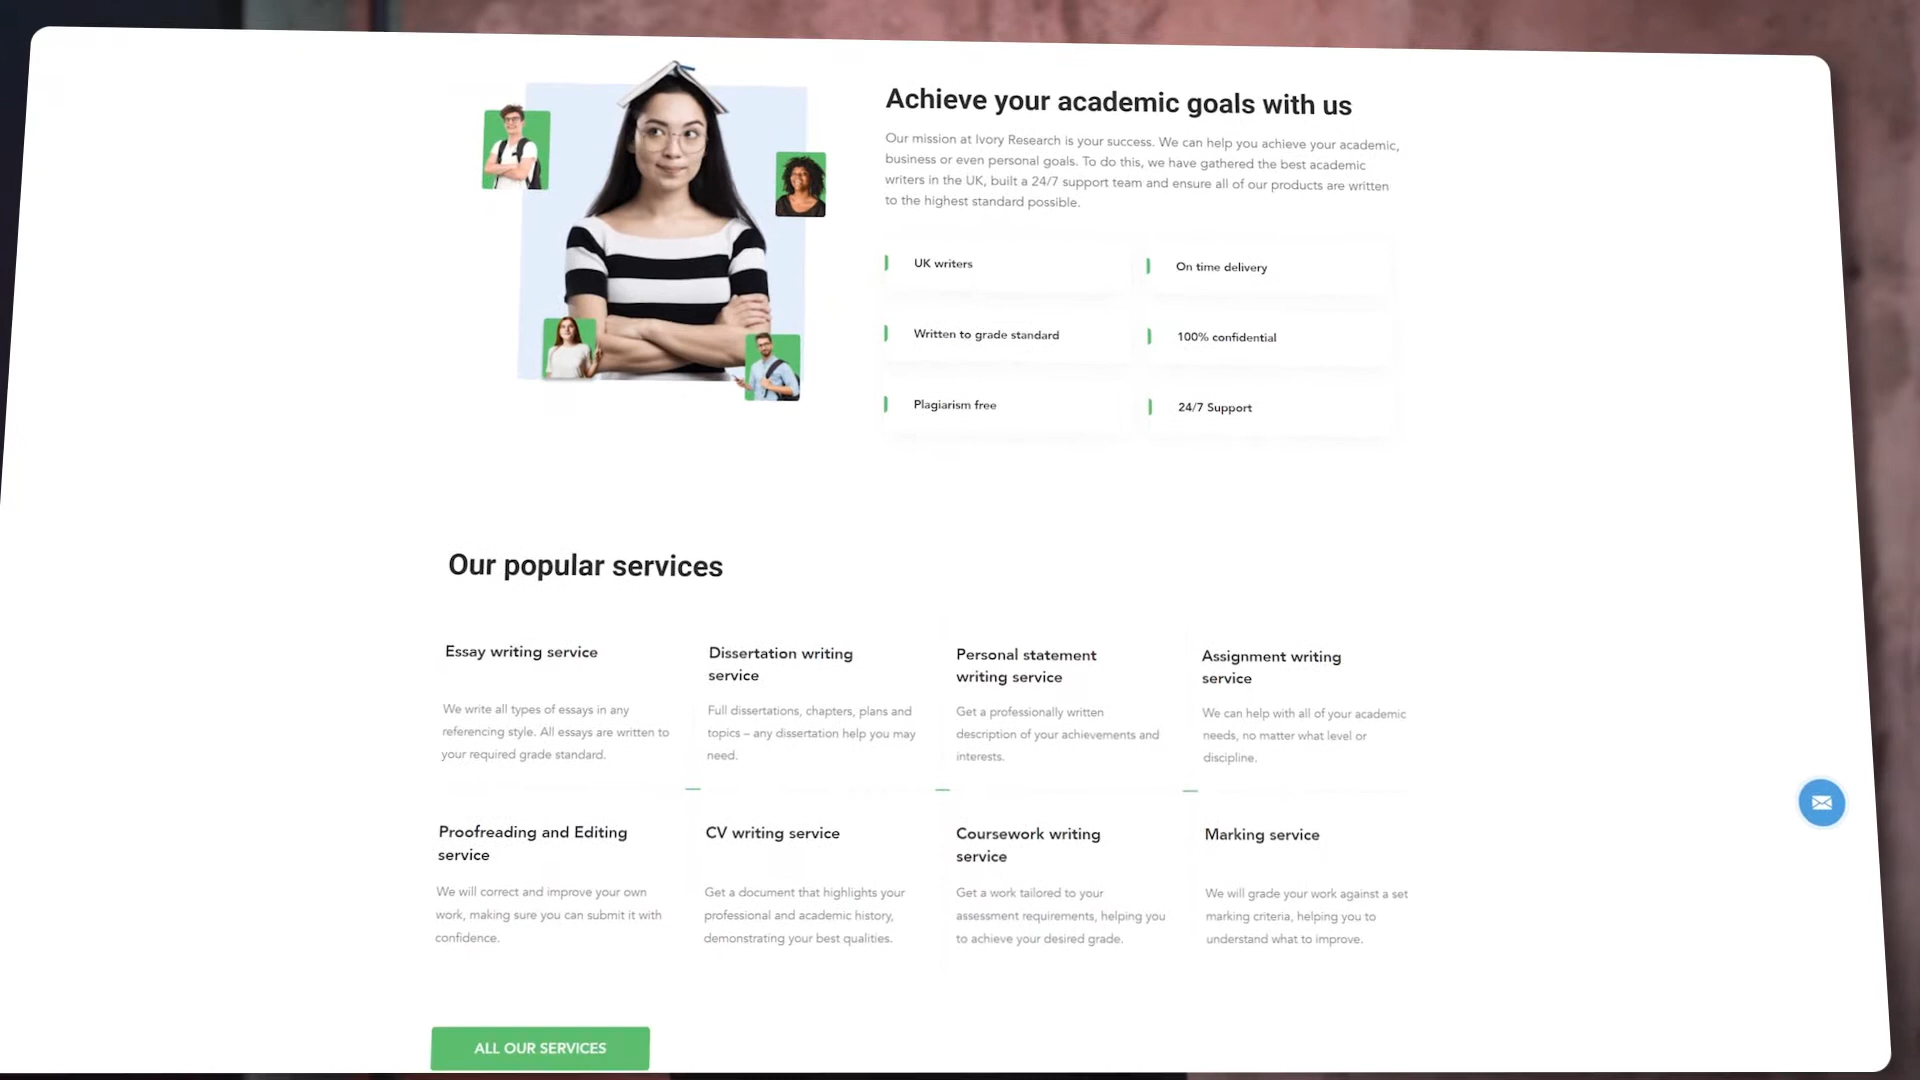 Achieve your academic goals with us
Our mission at Ivory Research is your success. We can help you achieve your academic,
business or even personal goals. To do this, we have gathered the best academic
writers in the UK, built a 24/7 support team and ensure all of our products are written
to the highest standard possible.
UK writers
On time delivery
Written to grade standard
100% confidential
Plagiarism free
24/7 Support
Our popular services
Essay writing service
We write all types of essays in any
referencing style. All essays are written to
your required grade standard.
Dissertation writing
service
Full dissertations, chapters, plans and
topics – any dissertation help you may
need.
Personal statement
writing service
Get a professionally written
description of your achievements and
interests.
Assignment writing
service
We can help with all of your academic
needs, no matter what level or
discipline.
Proofreading and Editing
service
We will correct and improve your own
work, making sure you can submit it with
confidence.
CV writing service
Get a document that highlights your
professional and academic history,
demonstrating your best qualities.
Coursework writing
service
Get a work tailored to your
assessment requirements, helping you
to achieve your desired grade.
Marking service
We will grade your work against a set
marking criteria, helping you to
understand what to improve.
ALL OUR SERVICES